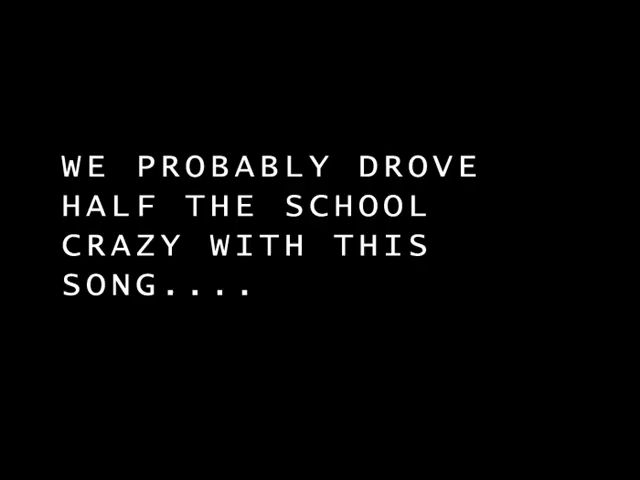 WE PROBABLY DROVE
HALF THE SCHOOL
CRAZY WITH THIS
SONG....